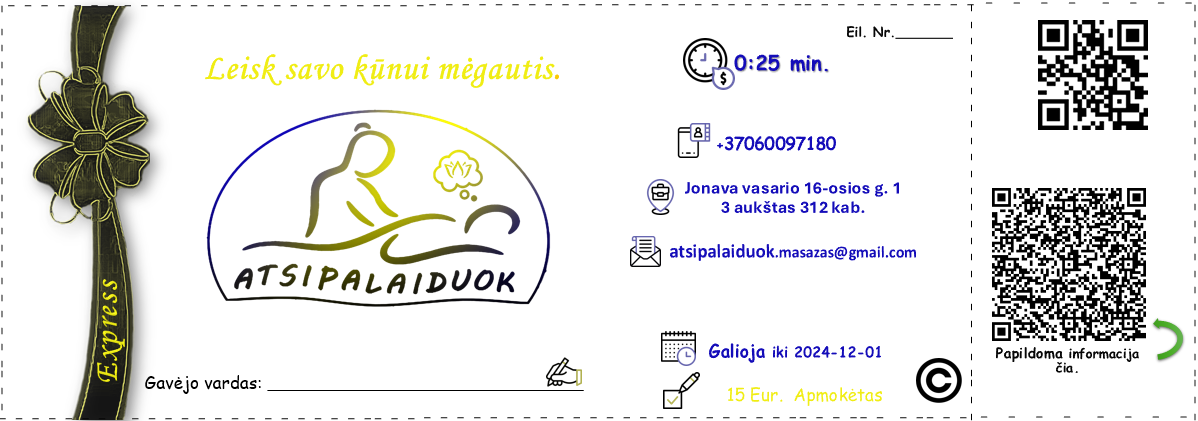 Eil. Nr.______
Leisk savo kūnui mėgautis.
0:25 min.
$
+37060097180
Jonava vasario 16-osios g. 1
3 aukštas 312 kab.
atsipalaiduok.masazas@gmail.com
ATSIPALAIDUOK
Express
Galioja iki 2024-12-01
15 Eur. Apmokėtas
Gavėjo vardas:
©
Papildoma informacija
čia.